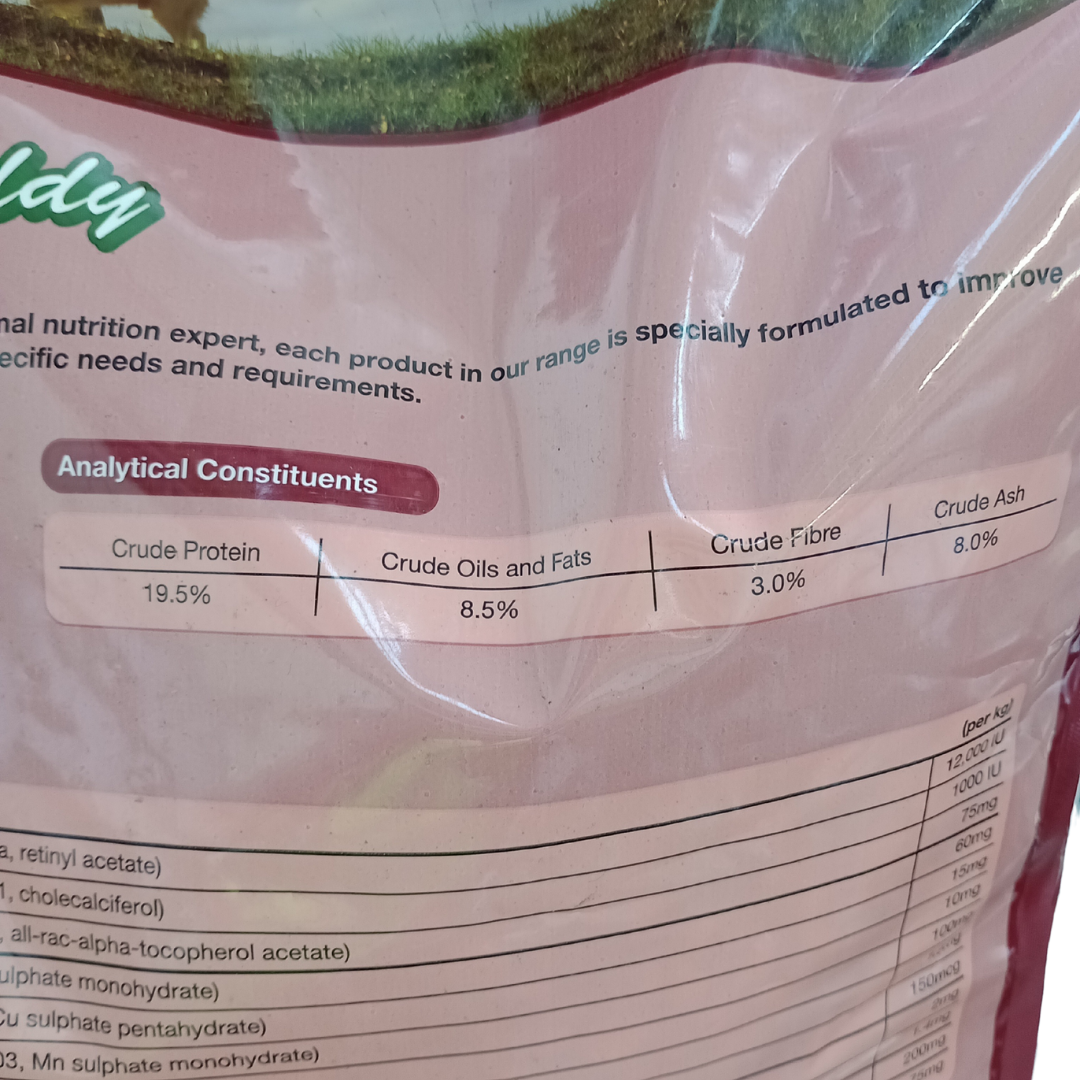 ldy
nal nutrition expert, each product in our range is specially formulated to improve
ecific needs and requirements.
Analytical Constituents
Crude Protein Crude Oils and Fats Crude Fibre Crude Ash
19.5% 8.5% 3.0% 8.0%
(per kg)
12,000 IU
a, retinyl acetate) 1000 IU
1, cholecalciferol) 75mg
, all-rac-alpha-tocopherol acetate) 60mg
ulphate monohydrate) 15mg
Cu sulphate pentahydrate) 10mg
03, Mn sulphate monohydrate) 100mg
150mcg
2mg
200mg